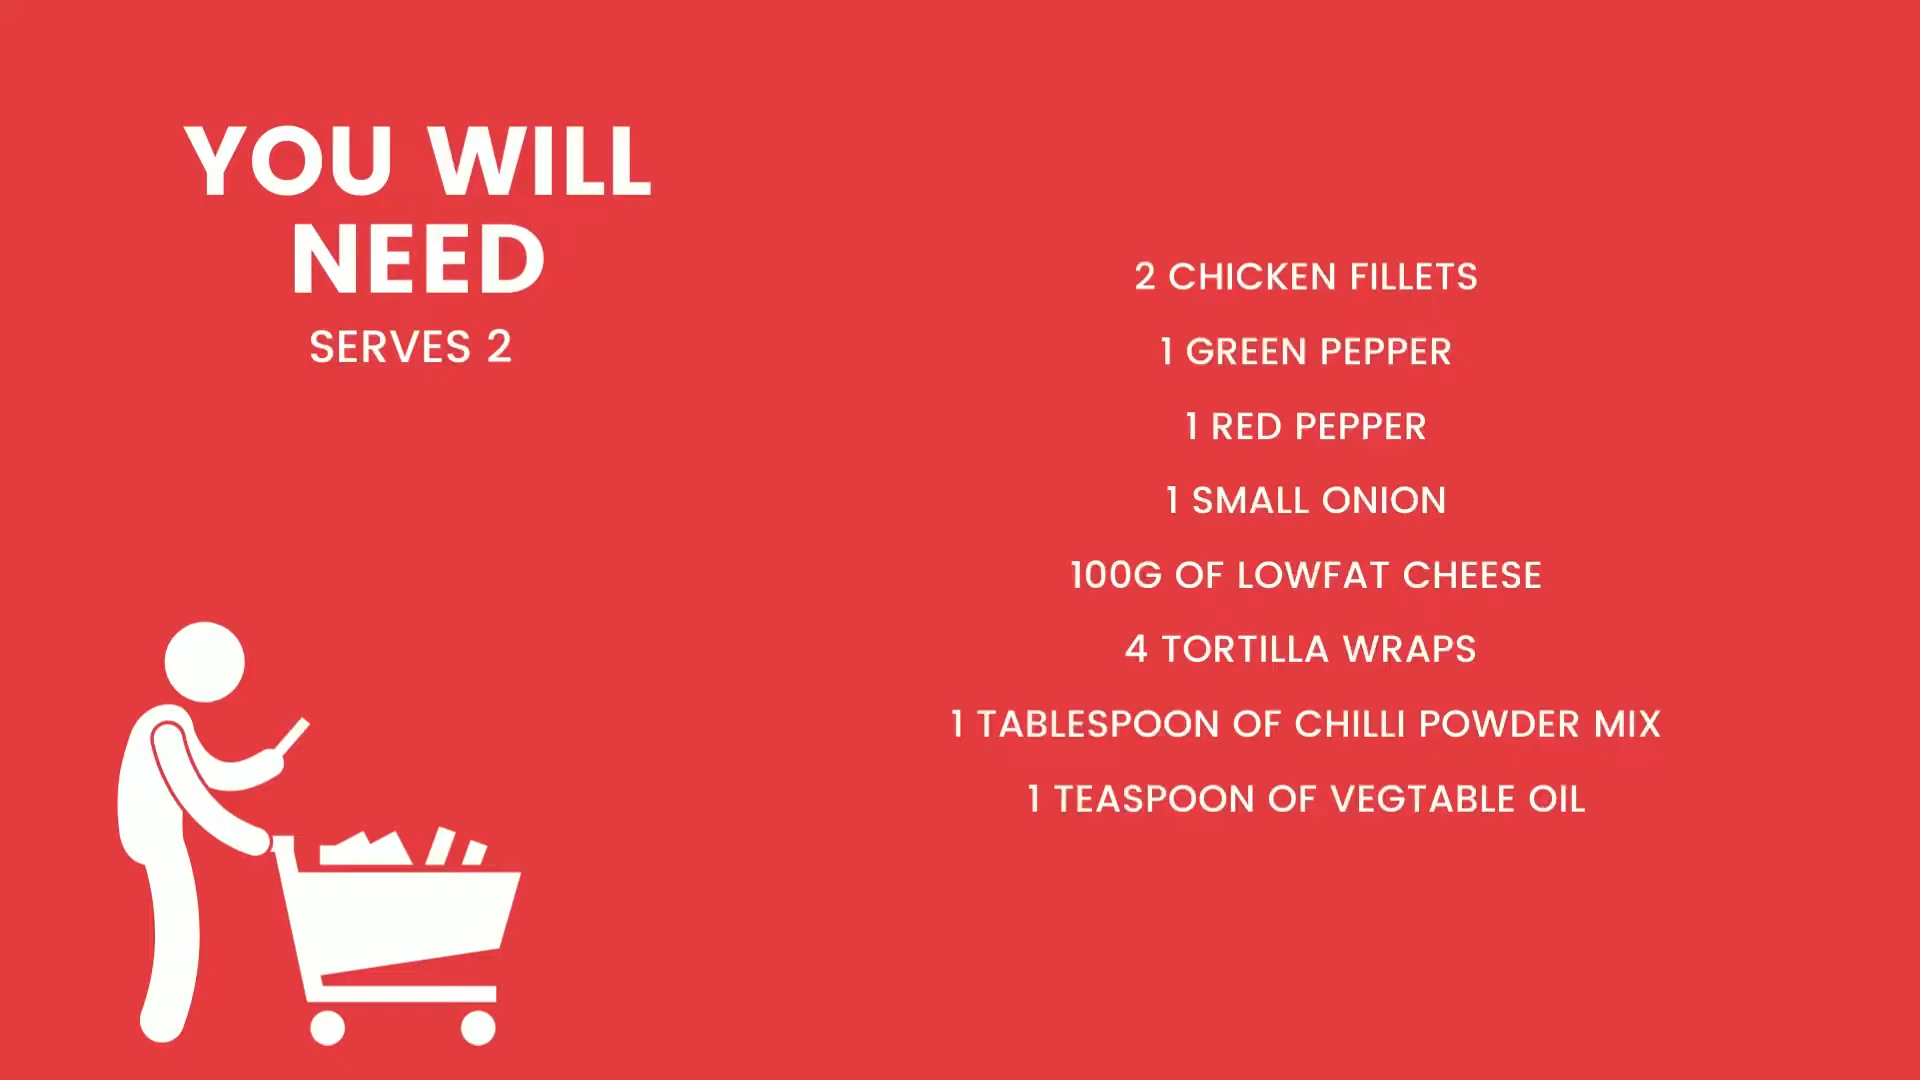 YOU WILL
NEED
SERVES 2
2 CHICKEN FILLETS
1 GREEN PEPPER
1 RED PEPPER
1 SMALL ONION
100G OF LOWFAT CHEESE
4 TORTILLA WRAPS
1 TABLESPOON OF CHILLI POWDER MIX
1 TEASPOON OF VEGTABLE OIL